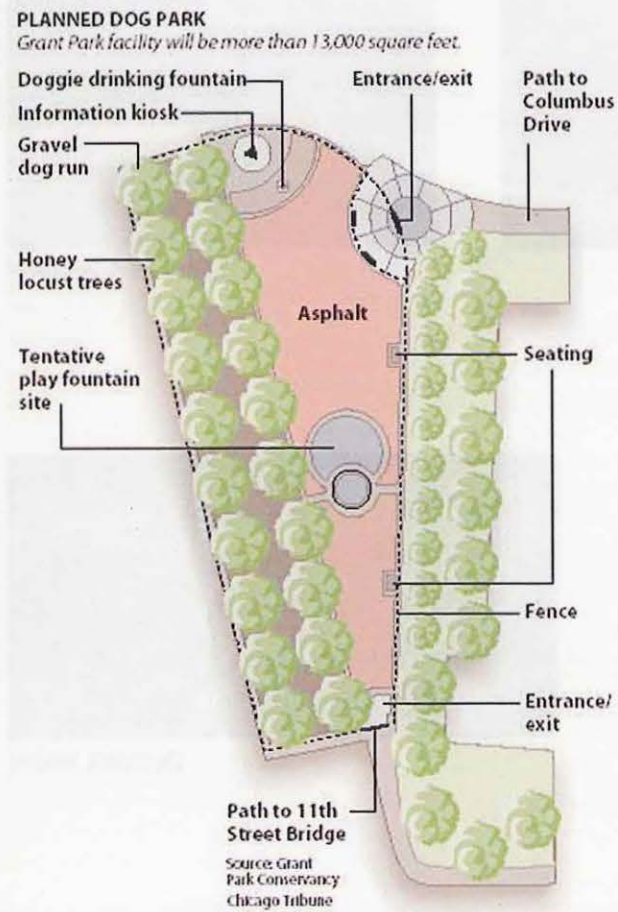 PLANNED DOG PARK
Grant Park facility will be more than 13,000 square feet.
Doggie drinking fountain
Information kiosk
Gravel
dog run
Entrance/exit
Path to
Columbus
Drive
Honey
locust trees
Asphalt
Tentative
play fountain
site
Seating
Fence
Entrance/
exit
Path to 11th
Street Bridge
Source: Grant
Park Conservancy
Chicago Tribune